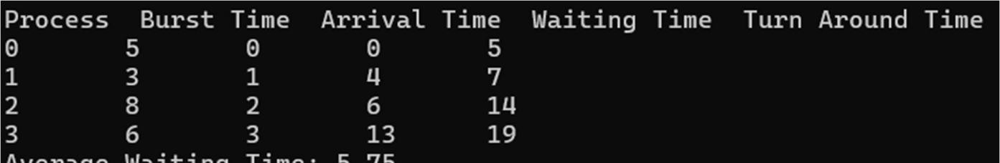 Process  Burst Time  Arrival Time  Waiting Time  Turn Around Time
0       5       0       0       5
1       3       1       4       7
2       8       2       6       14
3       6       3       13      19
Average Waiting Time: 5.75